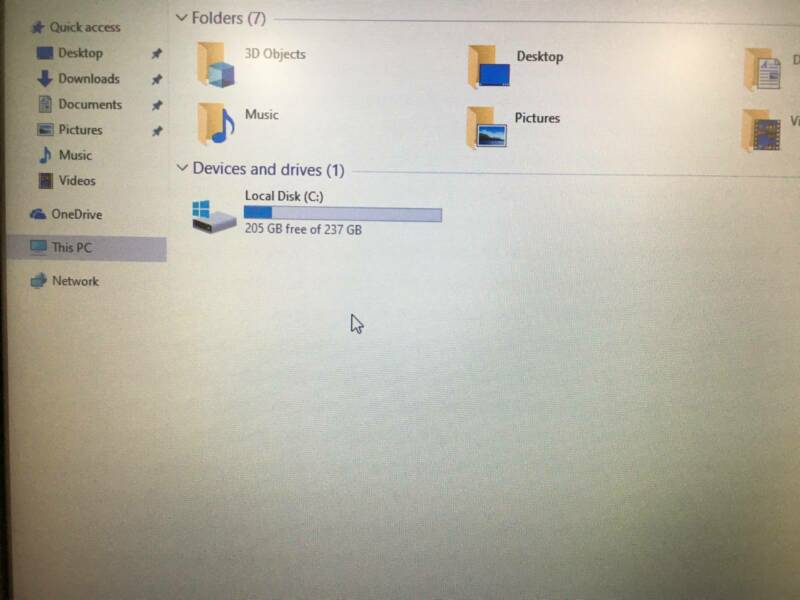 Quick access
Desktop
Downloads
Documents
Pictures
Music
Videos
OneDrive
This PC
Network
Folders (7)
3D Objects
Desktop
D
Music
Pictures
Vi
Devices and drives (1)
Local Disk (C:)
205 GB free of 237 GB